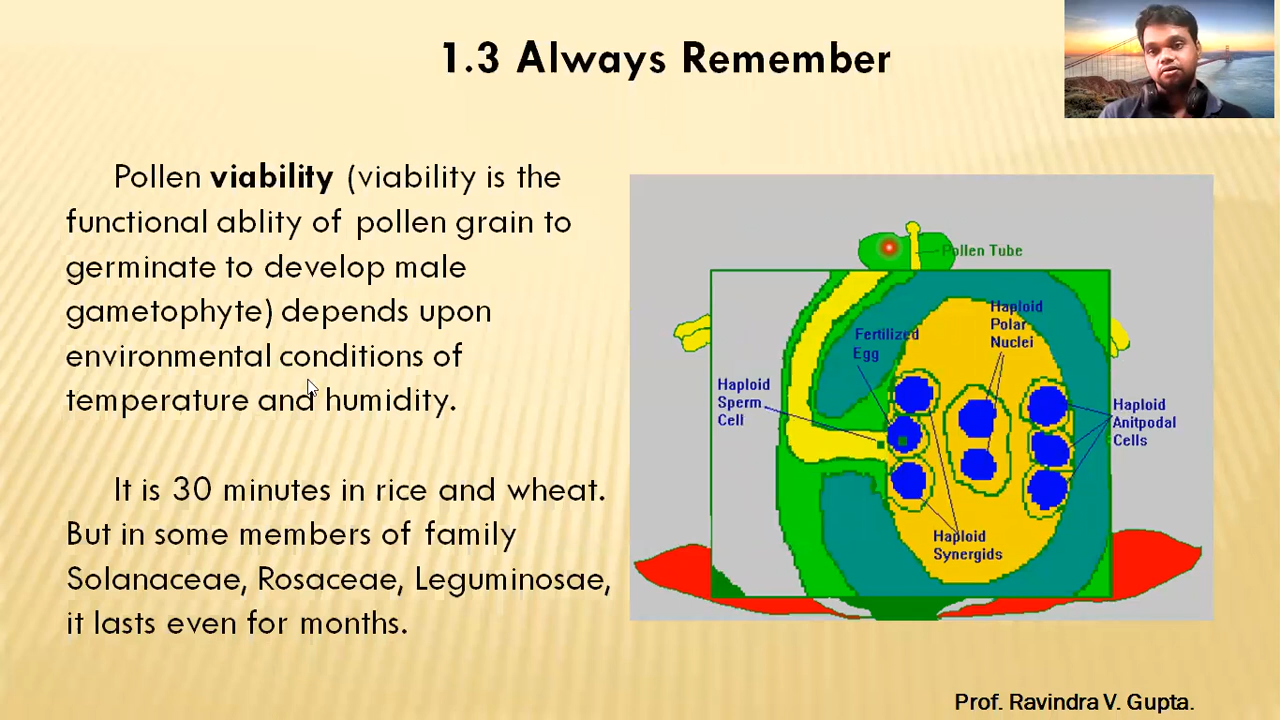 1.3 Always Remember
Pollen viability (viability is the
functional ablity of pollen grain to
germinate to develop male
gametophyte) depends upon
environmental conditions of
temperature and humidity.
It is 30 minutes in rice and wheat.
But in some members of family
Solanaceae, Rosaceae, Leguminosae,
it lasts even for months.
Pollen Tube
Haploid
Polar
Nuclei
Fertilized
Egg
Haploid
Sperm
Cell
Haploid
Anitpodal
Cells
Haploid
Synergids
Prof. Ravindra V. Gupta.